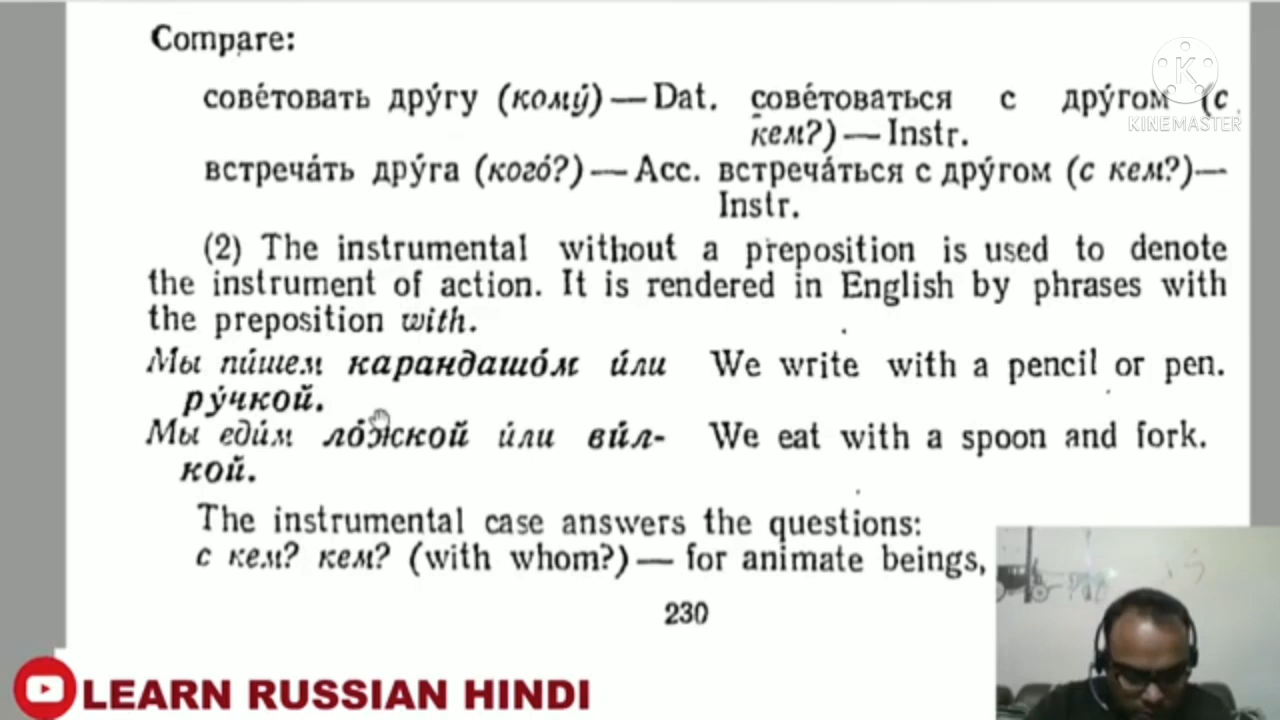 Compare:
сове́товать дру́гу (кому́) — Dat. сове́товаться с дру́гом (с
кем?) — Instr.
встреча́ть дру́га (кого́?) — Acc. встреча́ться с дру́гом (с кем?) —
Instr.
(2) The instrumental without a preposition is used to denote
the instrument of action. It is rendered in English by phrases with
the preposition with.
Мы пи́шем карандашо́м и́ли We write with a pencil or pen.
ру́чкой.
Мы еди́м ло́жкой и́ли ви́л- We eat with a spoon and fork.
кой.
The instrumental case answers the questions:
с кем? кем? (with whom?) — for animate beings,
230
K
KINEMASTER
LEARN RUSSIAN HINDI